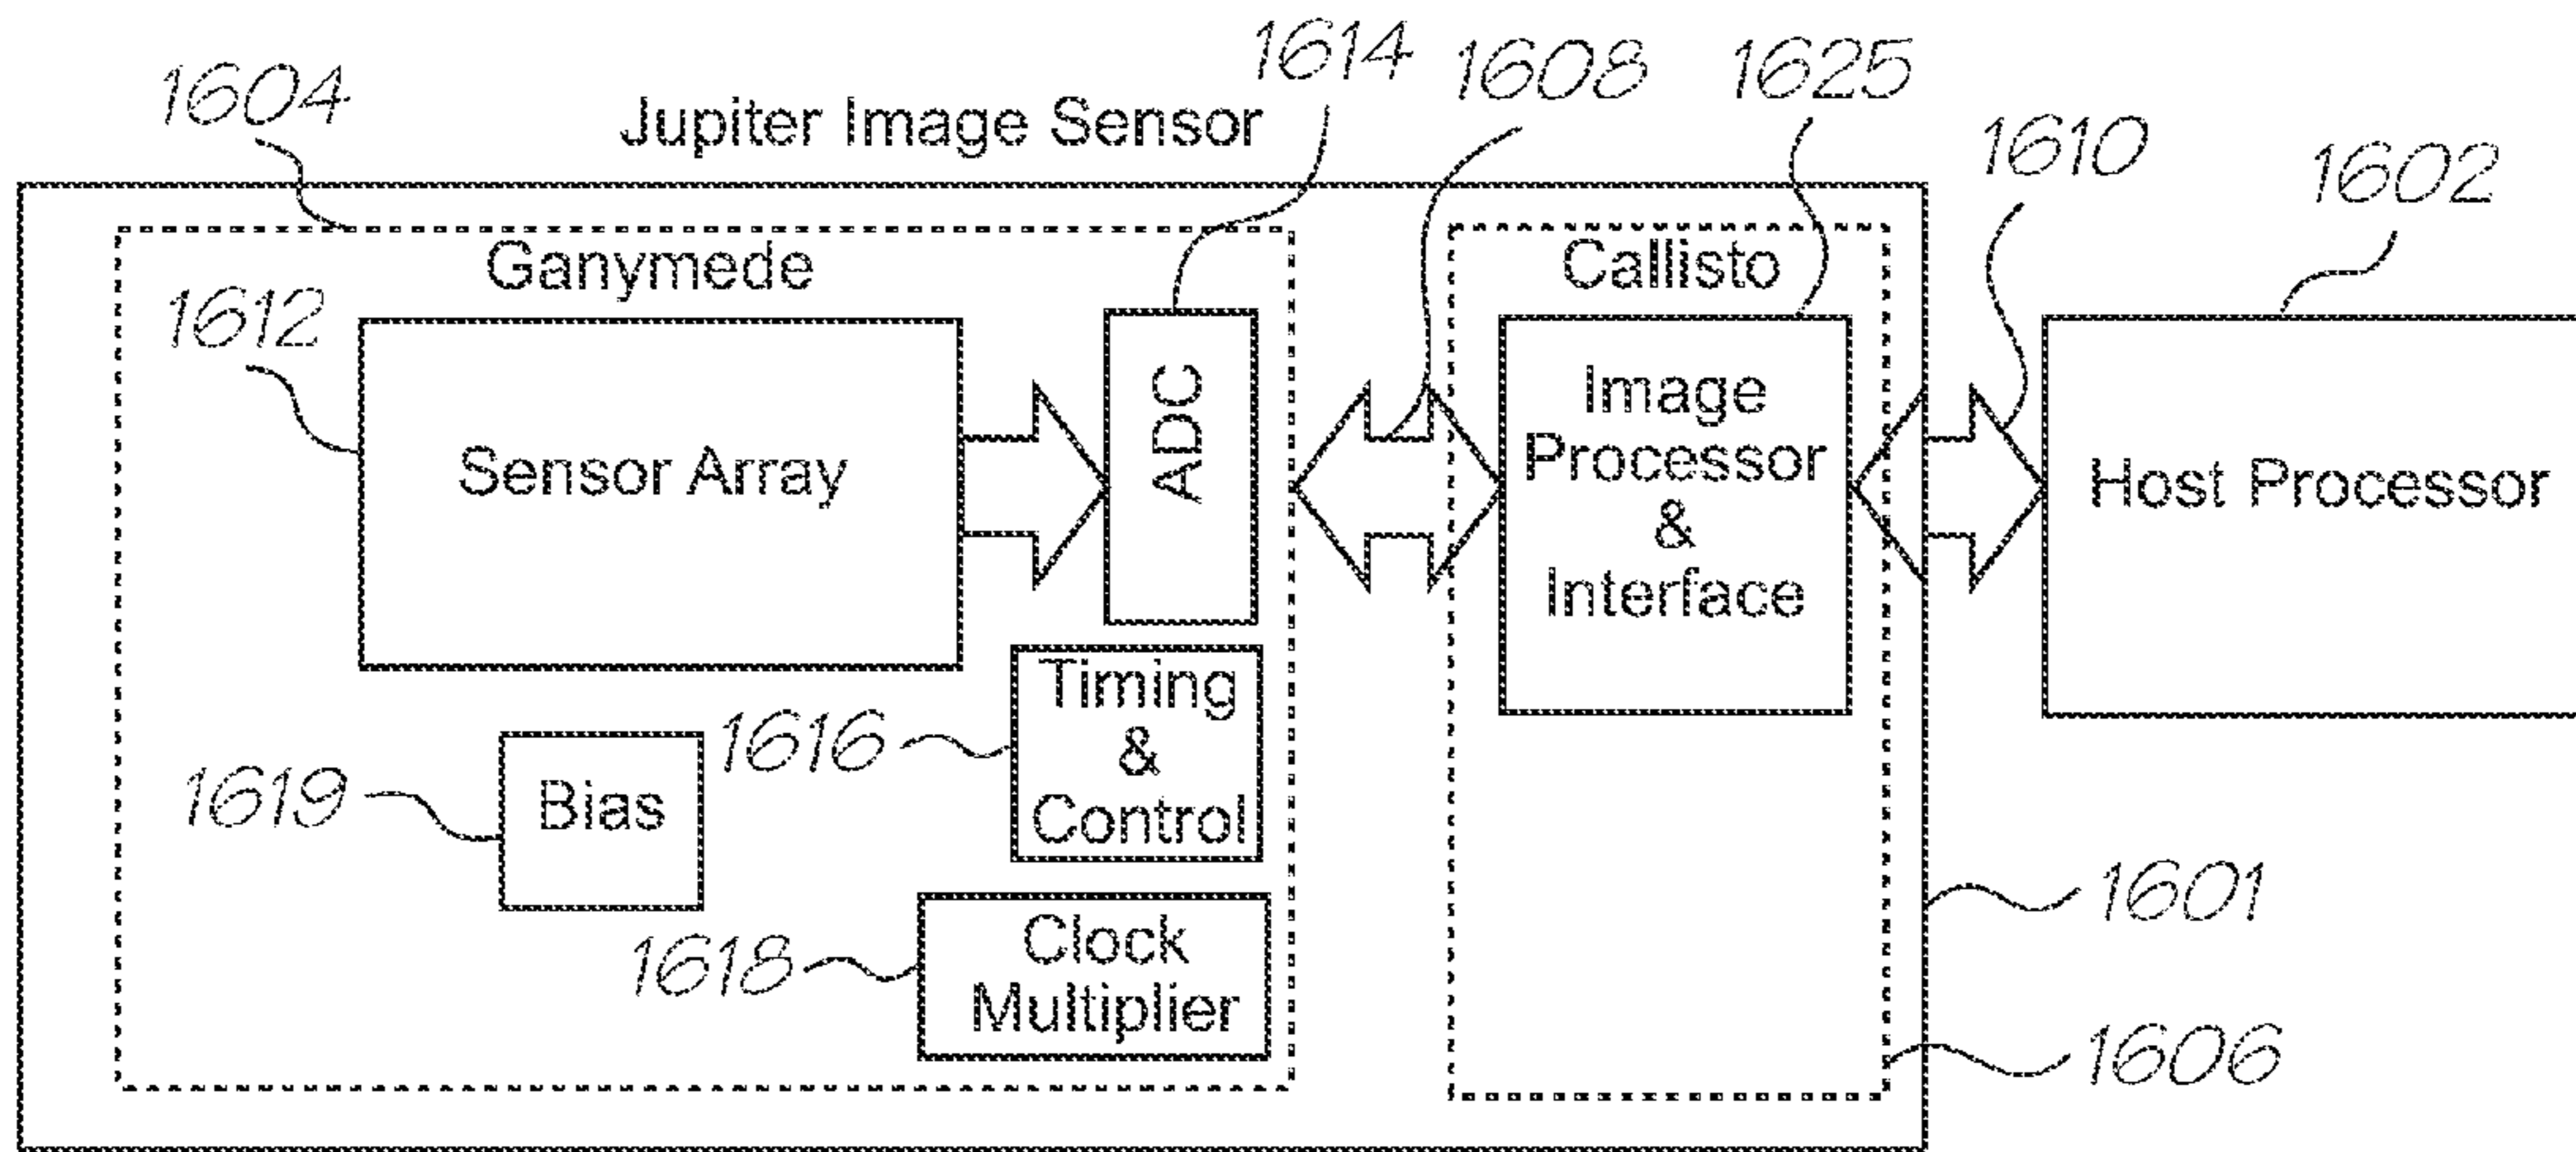 1604
Jupiter Image Sensor
1614
1608
1625
1610
1602
Ganymede
Callisto
1612
Sensor Array
ADC
Image
Processor
&
Interface
Host Processor
Timing
&
Control
1616
1619
Bias
1618
Clock
Multiplier
1601
1606